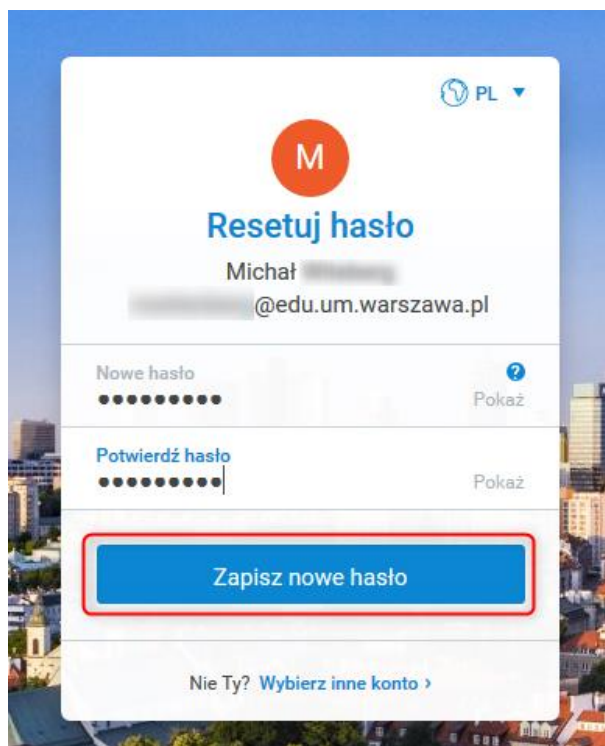 PL
M
Resetuj hasło
Michał
@edu.um.warszawa.pl
Nowe hasło
?
●●●●●●●●●
Pokaż
Potwierdź hasło
●●●●●●●●●
Pokaż
Zapisz nowe hasło
Nie Ty? Wybierz inne konto ›